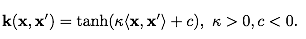 k(x, x′) = tanh(κ⟨x, x′⟩ + c), κ > 0, c < 0.